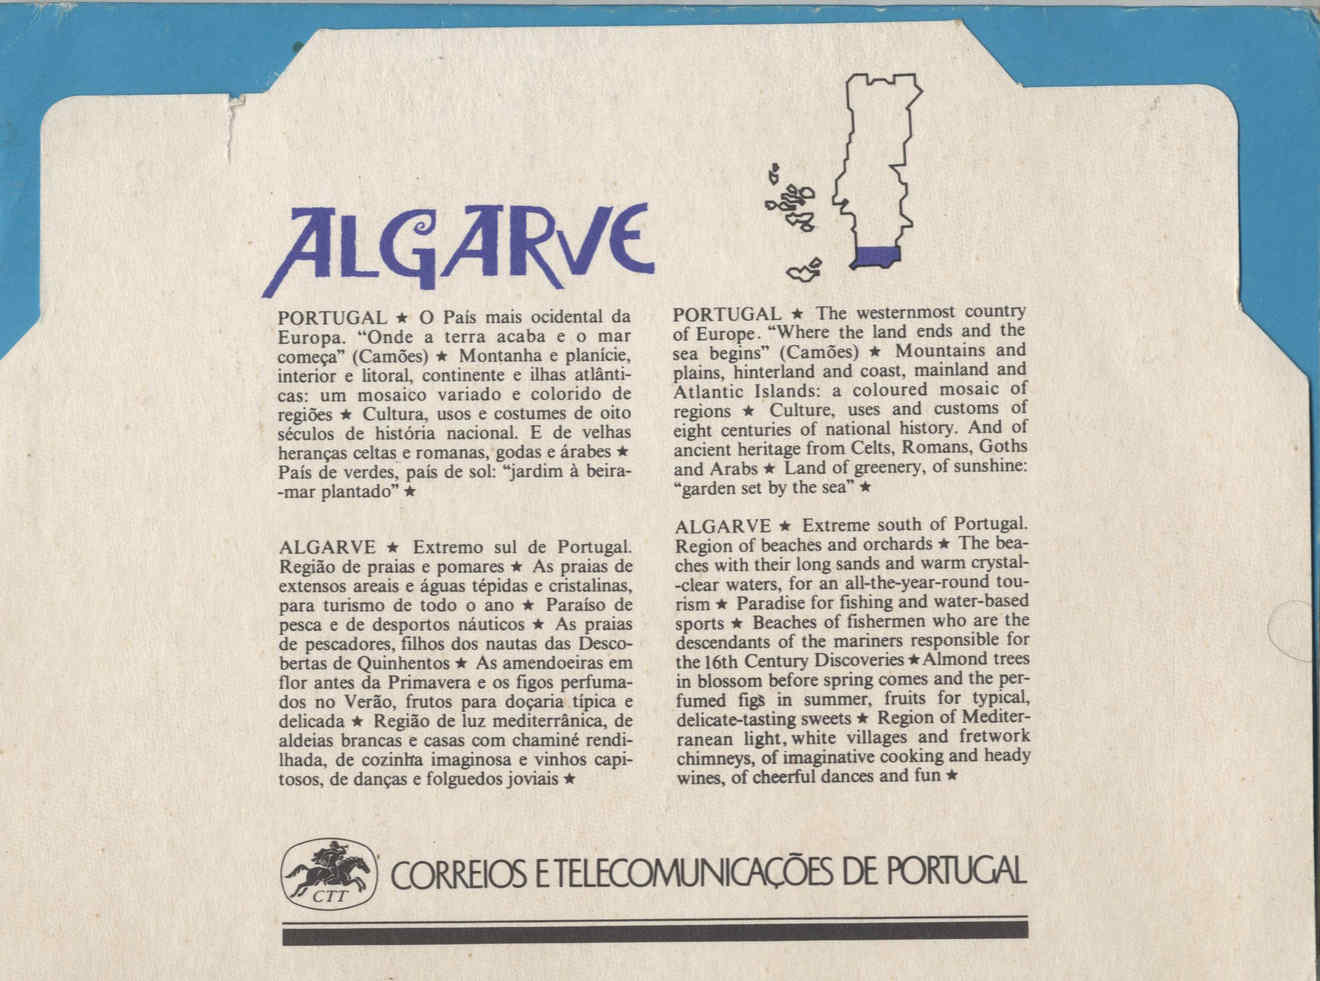 ALGARVE
PORTUGAL ★ O País mais ocidental da
Europa. “Onde a terra acaba e o mar
começa” (Camões) ★ Montanha e planície,
interior e litoral, continente e ilhas atlânti-
cas: um mosaico variado e colorido de
regiões ★ Cultura, usos e costumes de oito
séculos de história nacional. E de velhas
heranças celtas e romanas, godas e árabes ★
País de verdes, país de sol: “jardim à beira-
-mar plantado” ★
ALGARVE ★ Extremo sul de Portugal.
Região de praias e pomares ★ As praias de
extensos areais e águas tépidas e cristalinas,
para turismo de todo o ano ★ Paraíso de
pesca e de desportos náuticos ★ As praias
de pescadores, filhos dos nautas das Desco-
bertas de Quinhentos ★ As amendoeiras em
flor antes da Primavera e os figos perfuma-
dos no Verão, frutos para doçaria típica e
delicada ★ Região de luz mediterrânica, de
aldeias brancas e casas com chaminé rendi-
lhada, de cozinha imaginosa e vinhos capi-
tosos, de danças e folguedos joviais ★
PORTUGAL ★ The westernmost country
of Europe. “Where the land ends and the
sea begins” (Camões) ★ Mountains and
plains, hinterland and coast, mainland and
Atlantic Islands: a coloured mosaic of
regions ★ Culture, uses and customs of
eight centuries of national history. And of
ancient heritage from Celts, Romans, Goths
and Arabs ★ Land of greenery, of sunshine:
“garden set by the sea” ★
ALGARVE ★ Extreme south of Portugal.
Region of beaches and orchards ★ The bea-
ches with their long sands and warm crystal-
-clear waters, for an all-the-year-round tou-
rism ★ Paradise for fishing and water-based
sports ★ Beaches of fishermen who are the
descendants of the mariners responsible for
the 16th Century Discoveries ★ Almond trees
in blossom before spring comes and the per-
fumed figs in summer, fruits for typical,
delicate-tasting sweets ★ Region of Mediter-
ranean light, white villages and fretwork
chimneys, of imaginative cooking and heady
wines, of cheerful dances and fun ★
CTT
CORREIOS E TELECOMUNICAÇÕES DE PORTUGAL